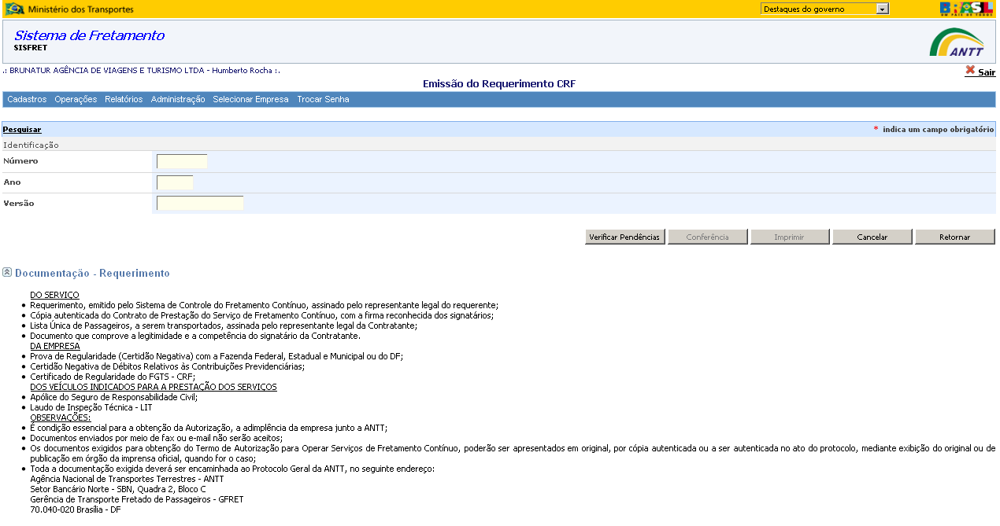 Ministério dos Transportes
Destaques do governo
BRASIL
UM PAÍS DE TODOS
Sistema de Fretamento
SISFRET
ANTT
.: BRUNATUR AGÊNCIA DE VIAGENS E TURISMO LTDA - Humberto Rocha :.
Sair
Emissão do Requerimento CRF
Cadastros Operações Relatórios Administração Selecionar Empresa Trocar Senha
Pesquisar
* indica um campo obrigatório
Identificação
Número
Ano
Versão
Verificar Pendências Conferência Imprimir Cancelar Retornar
Documentação - Requerimento
DO SERVIÇO
• Requerimento, emitido pelo Sistema de Controle do Fretamento Contínuo, assinado pelo representante legal do requerente;
• Cópia autenticada do Contrato de Prestação do Serviço de Fretamento Contínuo, com a firma reconhecida dos signatários;
• Lista Única de Passageiros, a serem transportados, assinada pelo representante legal da Contratante;
• Documento que comprove a legitimidade e a competência do signatário da Contratante.
DA EMPRESA
• Prova de Regularidade (Certidão Negativa) com a Fazenda Federal, Estadual e Municipal ou do DF;
• Certidão Negativa de Débitos Relativos às Contribuições Previdenciárias;
• Certificado de Regularidade do FGTS - CRF;
DOS VEÍCULOS INDICADOS PARA A PRESTAÇÃO DOS SERVIÇOS
• Apólice do Seguro de Responsabilidade Civil;
• Laudo de Inspeção Técnica - LIT
OBSERVAÇÕES:
• É condição essencial para a obtenção da Autorização, a adimplência da empresa junto a ANTT;
• Documentos enviados por meio de fax ou e-mail não serão aceitos;
• Os documentos exigidos para obtenção do Termo de Autorização para Operar Serviços de Fretamento Contínuo, poderão ser apresentados em original, por cópia autenticada ou a ser autenticada no ato do protocolo, mediante exibição do original ou de
publicação em órgão da imprensa oficial, quando for o caso;
• Toda a documentação exigida deverá ser encaminhada ao Protocolo Geral da ANTT, no seguinte endereço:
Agência Nacional de Transportes Terrestres - ANTT
Setor Bancário Norte - SBN, Quadra 2, Bloco C
Gerência de Transporte Fretado de Passageiros - GFRET
70.040-020 Brasília - DF